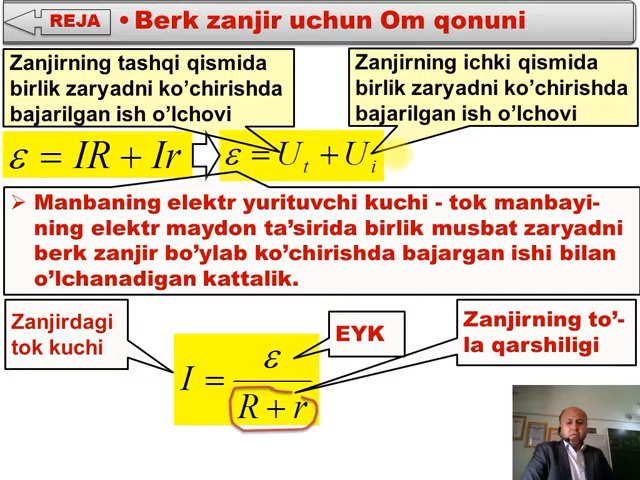 REJA
• Berk zanjir uchun Om qonuni
Zanjirning tashqi qismida
birlik zaryadni ko’chirishda
bajarilgan ish o’lchovi
Zanjirning ichki qismida
birlik zaryadni ko’chirishda
bajarilgan ish o’lchovi
ε = IR + Ir
ε = Uₜ + Uᵢ
➢ Manbaning elektr yurituvchi kuchi - tok manbayi-
ning elektr maydon ta’sirida birlik musbat zaryadni
berk zanjir bo’ylab ko’chirishda bajargan ishi bilan
o’lchanadigan kattalik.
Zanjirdagi
tok kuchi
I = ε / (R + r)
EYK
Zanjirning to’-
la qarshiligi